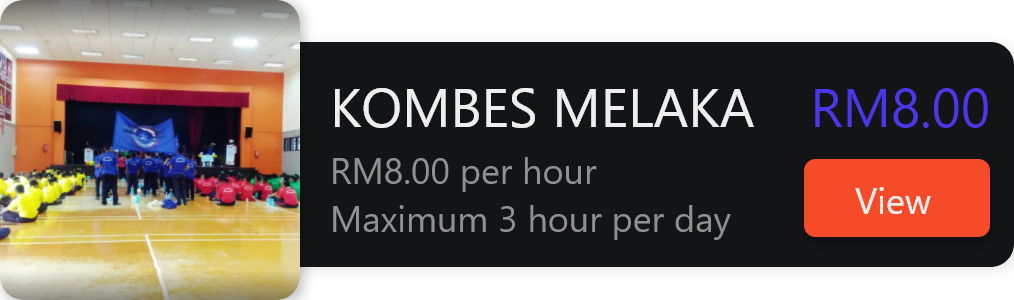 KOMBES MELAKA
RM8.00
RM8.00 per hour
Maximum 3 hour per day
View